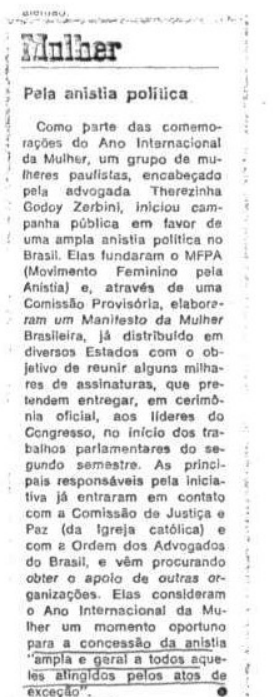 alemão.
Mulher
Pela anistia política
Como parte das comemo-
rações do Ano Internacional
da Mulher, um grupo de mu-
lheres paulistas, encabeçado
pela advogada Therezinha
Godoy Zerbini, iniciou cam-
panha pública em favor de
uma ampla anistia política no
Brasil. Elas fundaram o MFPA
(Movimento Feminino pela
Anistia) e, através de uma
Comissão Provisória, elabora-
ram um Manifesto da Mulher
Brasileira, já distribuído em
diversos Estados com o ob-
jetivo de reunir alguns milha-
res de assinaturas, que pre-
tendem entregar, em cerimô-
nia oficial, aos líderes do
Congresso, no início dos tra-
balhos parlamentares do se-
gundo semestre. As princi-
pais responsáveis pela inicia-
tiva já entraram em contato
com a Comissão de Justiça e
Paz (da Igreja católica) e
com a Ordem dos Advogados
do Brasil, e vêm procurando
obter o apoio de outras or-
ganizações. Elas consideram
o Ano Internacional da Mu-
lher um momento oportuno
para a concessão da anistia
"ampla e geral a todos aque-
les atingidos pelos atos de
exceção".